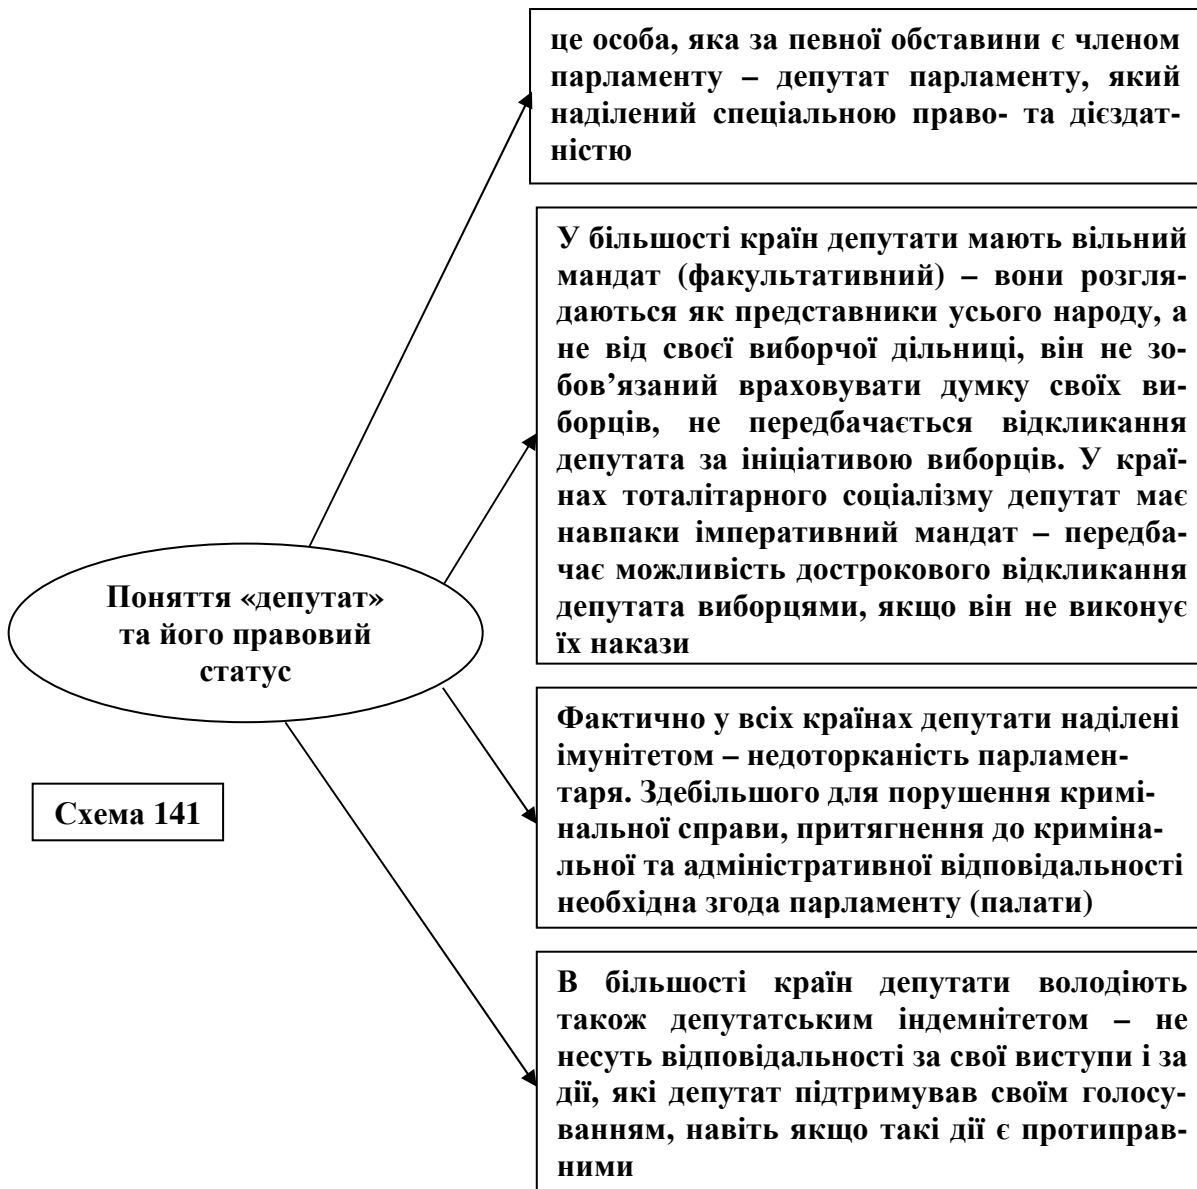 це особа, яка за певної обставини є членом
парламенту – депутат парламенту, який
наділений спеціальною право- та дієздат-
ністю
У більшості країн депутати мають вільний
мандат (факультативний) – вони розгля-
даються як представники усього народу, а
не від своєї виборчої дільниці, він не зо-
бов’язаний враховувати думку своїх ви-
борців, не передбачається відкликання
депутата за ініціативою виборців. У краї-
нах тоталітарного соціалізму депутат має
навпаки імперативний мандат – передба-
чає можливість дострокового відкликання
депутата виборцями, якщо він не виконує
їх накази
Поняття «депутат»
та його правовий
статус
Фактично у всіх країнах депутати наділені
імунітетом – недоторканість парламен-
таря. Здебільшого для порушення кримі-
нальної справи, притягнення до криміна-
льної та адміністративної відповідальності
необхідна згода парламенту (палати)
Схема 141
В більшості країн депутати володіють
також депутатським індемнітетом – не
несуть відповідальності за свої виступи і за
дії, які депутат підтримував своїм голосу-
ванням, навіть якщо такі дії є протиправ-
ними